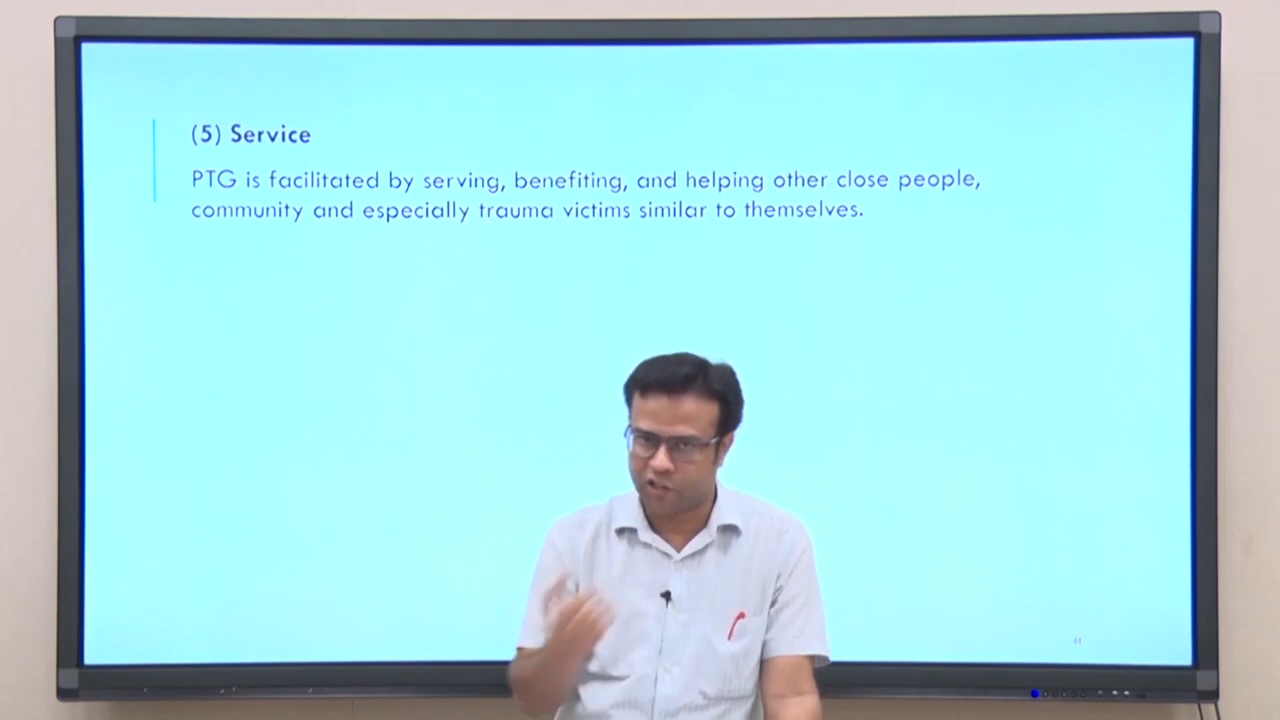 (5) Service
PTG is facilitated by serving, benefiting, and helping other close people,
community and especially trauma victims similar to themselves.